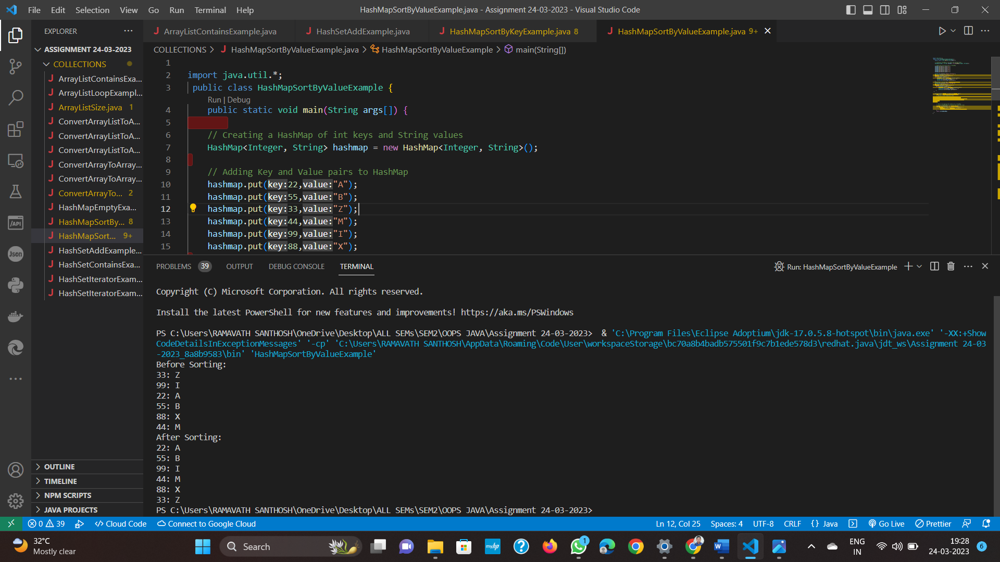 File Edit Selection View Go Run Terminal Help
HashMapSortByValueExample.java - Assignment 24-03-2023 - Visual Studio Code
EXPLORER
ASSIGNMENT 24-03-2023
COLLECTIONS
ArrayListContainsExa...
ArrayListLoopExampl...
ArrayListSize.java 1
ConvertArrayListToA...
ConvertArrayListToA...
ConvertArrayListToA...
ConvertArrayToArray...
ConvertArrayToArray...
ConvertArrayTo... 2
HashMapEmptyExa...
HashMapSortBy... 8
HashMapSort... 9+
HashSetAddExample...
HashSetContainsExa...
HashSetIteratorExam...
HashSetIteratorExam...
OUTLINE
TIMELINE
NPM SCRIPTS
JAVA PROJECTS
/API
Json
ArrayListContainsExample.java HashSetAddExample.java HashMapSortByKeyExample.java 8 HashMapSortByValueExample.java 9+
COLLECTIONS > HashMapSortByValueExample.java > HashMapSortByValueExample > main(String[])
1
2 import java.util.*;
3 public class HashMapSortByValueExample {
Run | Debug
4 public static void main(String args[]) {
5
6 // Creating a HashMap of int keys and String values
7 HashMap<Integer, String> hashmap = new HashMap<Integer, String>();
8
9 // Adding Key and Value pairs to HashMap
10 hashmap.put(key:22,value:"A");
11 hashmap.put(key:55,value:"B");
12 hashmap.put(key:33,value:"Z");
13 hashmap.put(key:44,value:"M");
14 hashmap.put(key:99,value:"I");
15 hashmap.put(key:88,value:"X");
PROBLEMS 39 OUTPUT DEBUG CONSOLE TERMINAL
Run: HashMapSortByValueExample
Copyright (C) Microsoft Corporation. All rights reserved.
Install the latest PowerShell for new features and improvements! https://aka.ms/PSWindows
PS C:\Users\RAMAVATH SANTHOSH\OneDrive\Desktop\ALL SEMs\SEM2\OOPS JAVA\Assignment 24-03-2023> & 'C:\Program Files\Eclipse Adoptium\jdk-17.0.5.8-hotspot\bin\java.exe' '-XX:+Show
CodeDetailsInExceptionMessages' '-cp' 'C:\Users\RAMAVATH SANTHOSH\AppData\Roaming\Code\User\workspaceStorage\bc70a8b4badb575501f9c7b1ede578d3\redhat.java\jdt_ws\Assignment 24-03
-2023_8a8b9583\bin' 'HashMapSortByValueExample'
Before Sorting:
33: Z
99: I
22: A
55: B
88: X
44: M
After Sorting:
22: A
55: B
99: I
44: M
88: X
33: Z
PS C:\Users\RAMAVATH SANTHOSH\OneDrive\Desktop\ALL SEMs\SEM2\OOPS JAVA\Assignment 24-03-2023>
0 39 Cloud Code Connect to Google Cloud
Ln 12, Col 25 Spaces: 4 UTF-8 CRLF {} Java Go Live Prettier
32°C
Mostly clear
Search
myhp
1
ENG
IN
19:28
24-03-2023
6